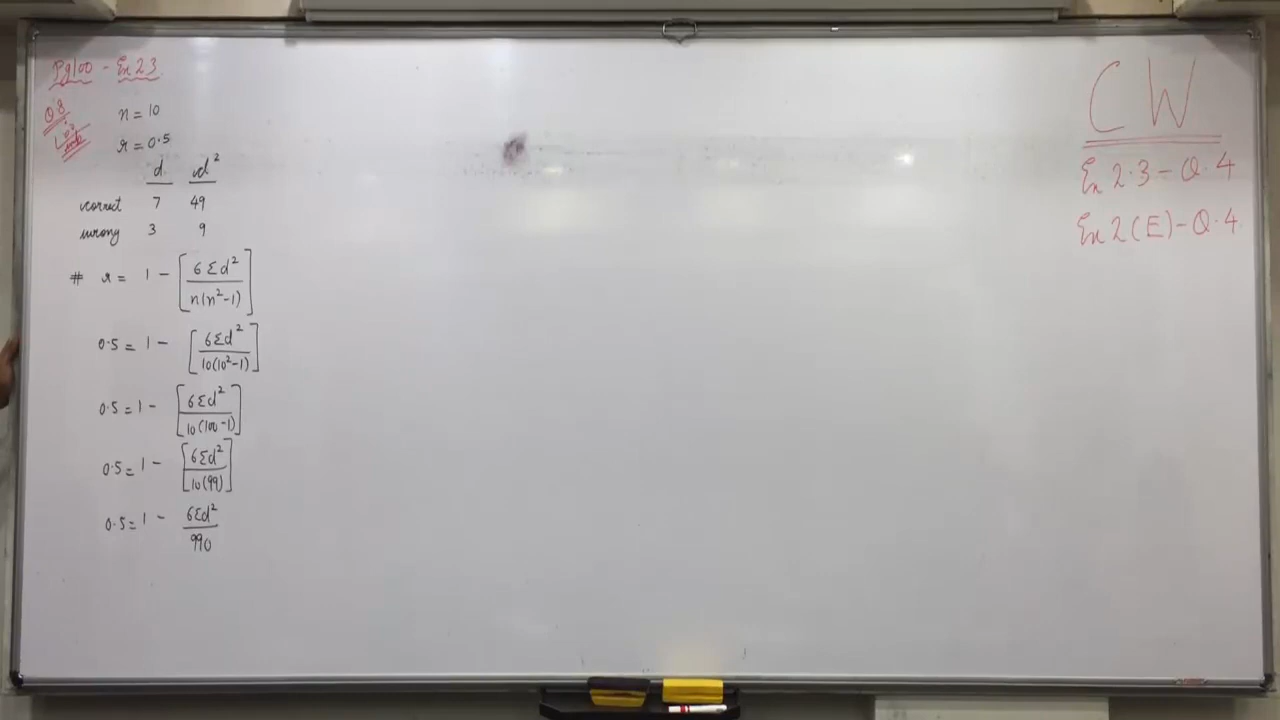 Pg 100 - Ex 2.3
Q8
n = 10
r = 0.5
d d²
correct 7 49
wrong 3 9
# r = 1 - [6Σd² / n(n²-1)]
0.5 = 1 - [6Σd² / 10(10²-1)]
0.5 = 1 - [6Σd² / 10(100-1)]
0.5 = 1 - [6Σd² / 10(99)]
0.5 = 1 - 6Σd² / 990
CW
Ex 2.3 - Q.4
Ex 2(E) - Q.4